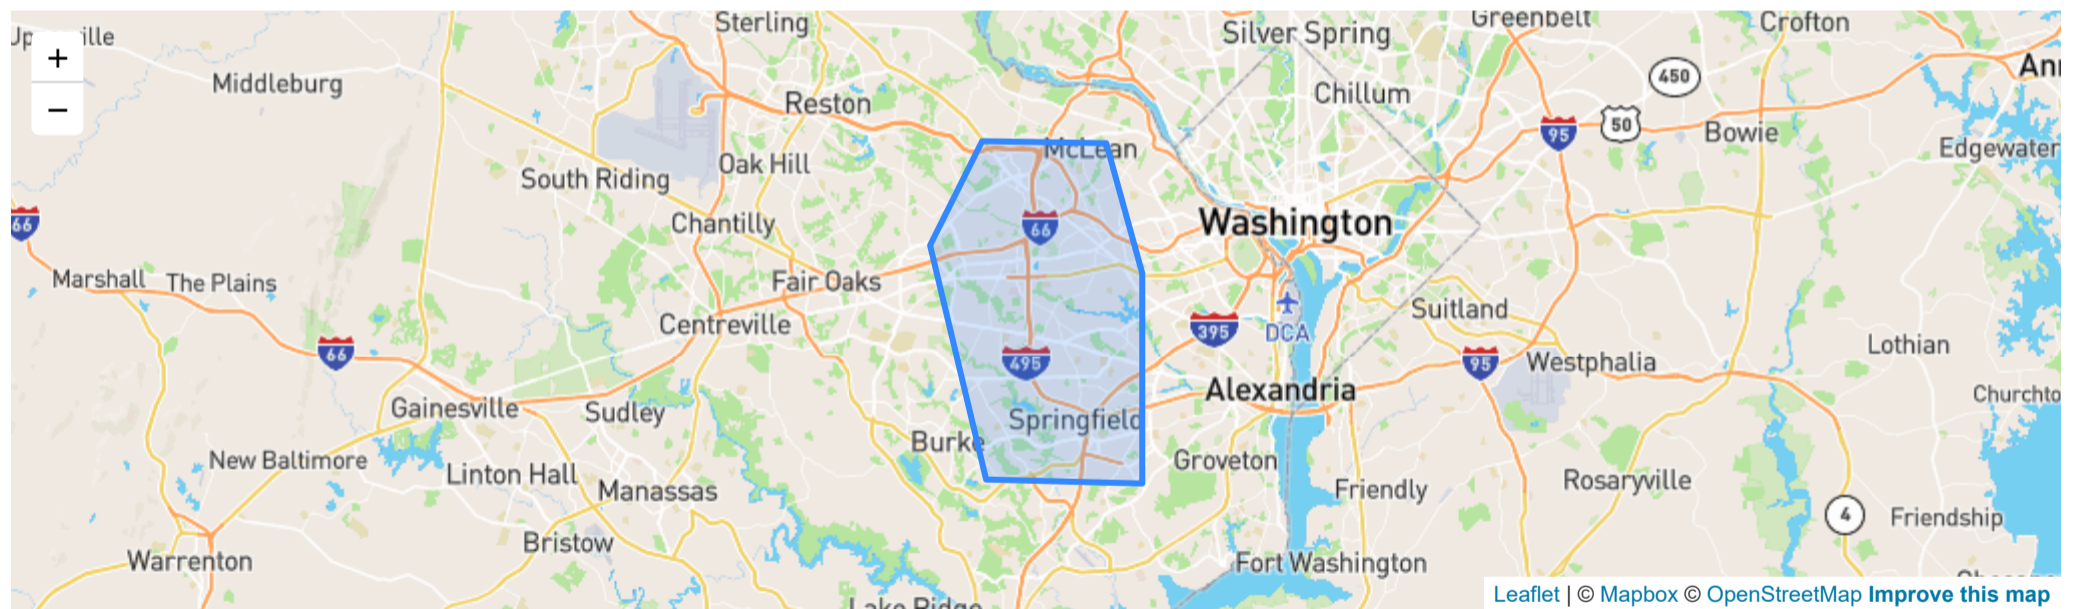 Sterling
Silver Spring
Greenbelt
Crofton
+
Middleburg
450
Reston
Chillum
−
50
95
Bowie
McLean
Edgewater
Oak Hill
South Riding
66
Chantilly
66
Washington
Marshall
The Plains
Fair Oaks
Suitland
Centreville
395
DCA
66
495
95
Westphalia
Lothian
Alexandria
Gainesville
Sudley
Springfield
Burke
New Baltimore
Linton Hall
Manassas
Groveton
Friendly
Rosaryville
4
Friendship
Bristow
Warrenton
Fort Washington
Lake Ridge
Leaflet | © Mapbox © OpenStreetMap Improve this map